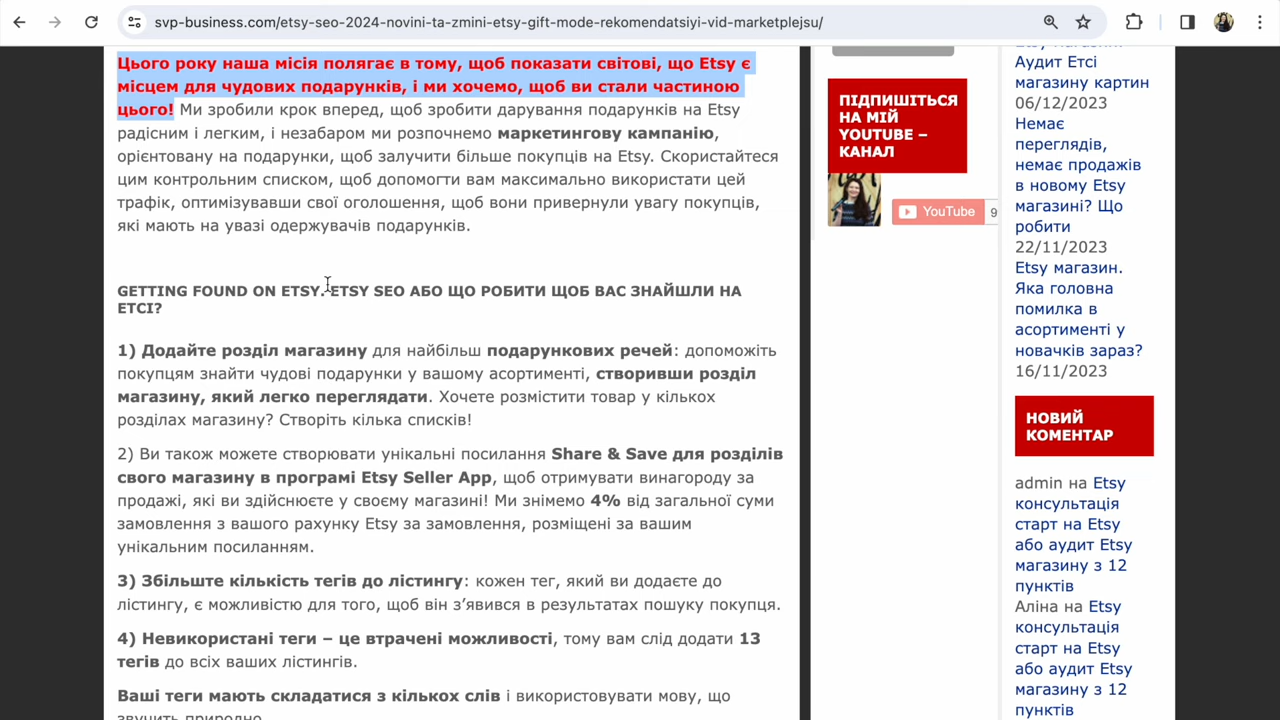 svp-business.com/etsy-seo-2024-novini-ta-zmini-etsy-gift-mode-rekomendatsiyi-vid-marketplejsu/
Цього року наша місія полягає в тому, щоб показати світові, що Etsy є
місцем для чудових подарунків, і ми хочемо, щоб ви стали частиною
цього! Ми зробили крок вперед, щоб зробити дарування подарунків на Etsy
радісним і легким, і незабаром ми розпочнемо маркетингову кампанію,
орієнтовану на подарунки, щоб залучити більше покупців на Etsy. Скористайтеся
цим контрольним списком, щоб допомогти вам максимально використати цей
трафік, оптимізувавши свої оголошення, щоб вони привернули увагу покупців,
які мають на увазі одержувачів подарунків.
GETTING FOUND ON ETSY. ETSY SEO АБО ЩО РОБИТИ ЩОБ ВАС ЗНАЙШЛИ НА
ЕТСІ?
1) Додайте розділ магазину для найбільш подарункових речей: допоможіть
покупцям знайти чудові подарунки у вашому асортименті, створивши розділ
магазину, який легко переглядати. Хочете розмістити товар у кількох
розділах магазину? Створіть кілька списків!
2) Ви також можете створювати унікальні посилання Share & Save для розділів
свого магазину в програмі Etsy Seller App, щоб отримувати винагороду за
продажі, які ви здійснюєте у своєму магазині! Ми знімемо 4% від загальної суми
замовлення з вашого рахунку Etsy за замовлення, розміщені за вашим
унікальним посиланням.
3) Збільште кількість тегів до лістингу: кожен тег, який ви додаєте до
лістингу, є можливістю для того, щоб він з’явився в результатах пошуку покупця.
4) Невикористані теги – це втрачені можливості, тому вам слід додати 13
тегів до всіх ваших лістингів.
Ваші теги мають складатися з кількох слів і використовувати мову, що
звучить природно.
ПІДПИШІТЬСЯ
НА МІЙ
YOUTUBE –
КАНАЛ
YouTube
9
Etsy магазин.
Аудит Етсі
магазину картин
06/12/2023
Немає
переглядів,
немає продажів
в новому Etsy
магазині? Що
робити
22/11/2023
Etsy магазин.
Яка головна
помилка в
асортименті у
новачків зараз?
16/11/2023
НОВИЙ
КОМЕНТАР
admin на Etsy
консультація
старт на Etsy
або аудит Etsy
магазину з 12
пунктів
Аліна на Etsy
консультація
старт на Etsy
або аудит Etsy
магазину з 12
пунктів